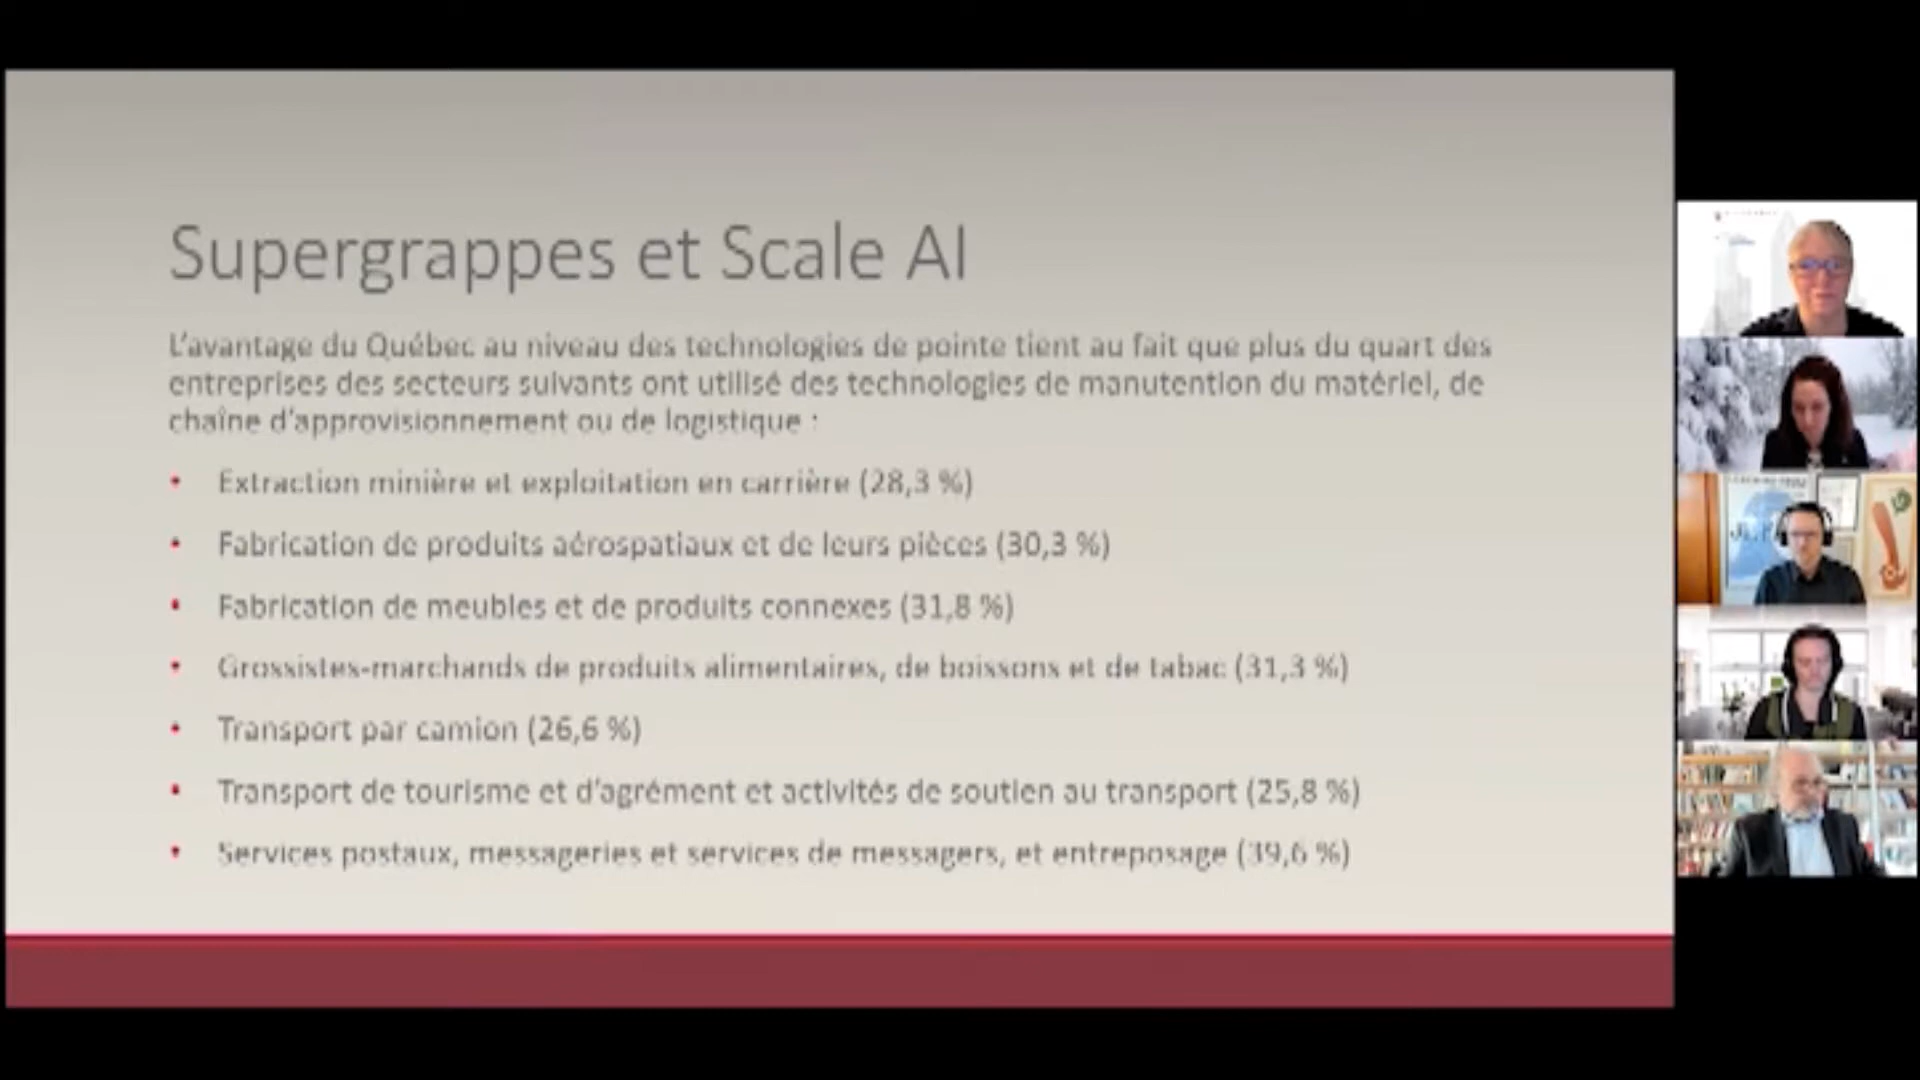 Supergrappes et Scale AI
L'avantage du Québec au niveau des technologies de pointe tient au fait que plus du quart des
entreprises des secteurs suivants ont utilisé des technologies de manutention du matériel, de
chaîne d'approvisionnement ou de logistique :
• Extraction minière et exploitation en carrière (28,3 %)
• Fabrication de produits aérospatiaux et de leurs pièces (30,3 %)
• Fabrication de meubles et de produits connexes (31,8 %)
• Grossistes-marchands de produits alimentaires, de boissons et de tabac (31,3 %)
• Transport par camion (26,6 %)
• Transport de tourisme et d'agrément et activités de soutien au transport (25,8 %)
• Services postaux, messageries et services de messagers, et entreposage (39,6 %)